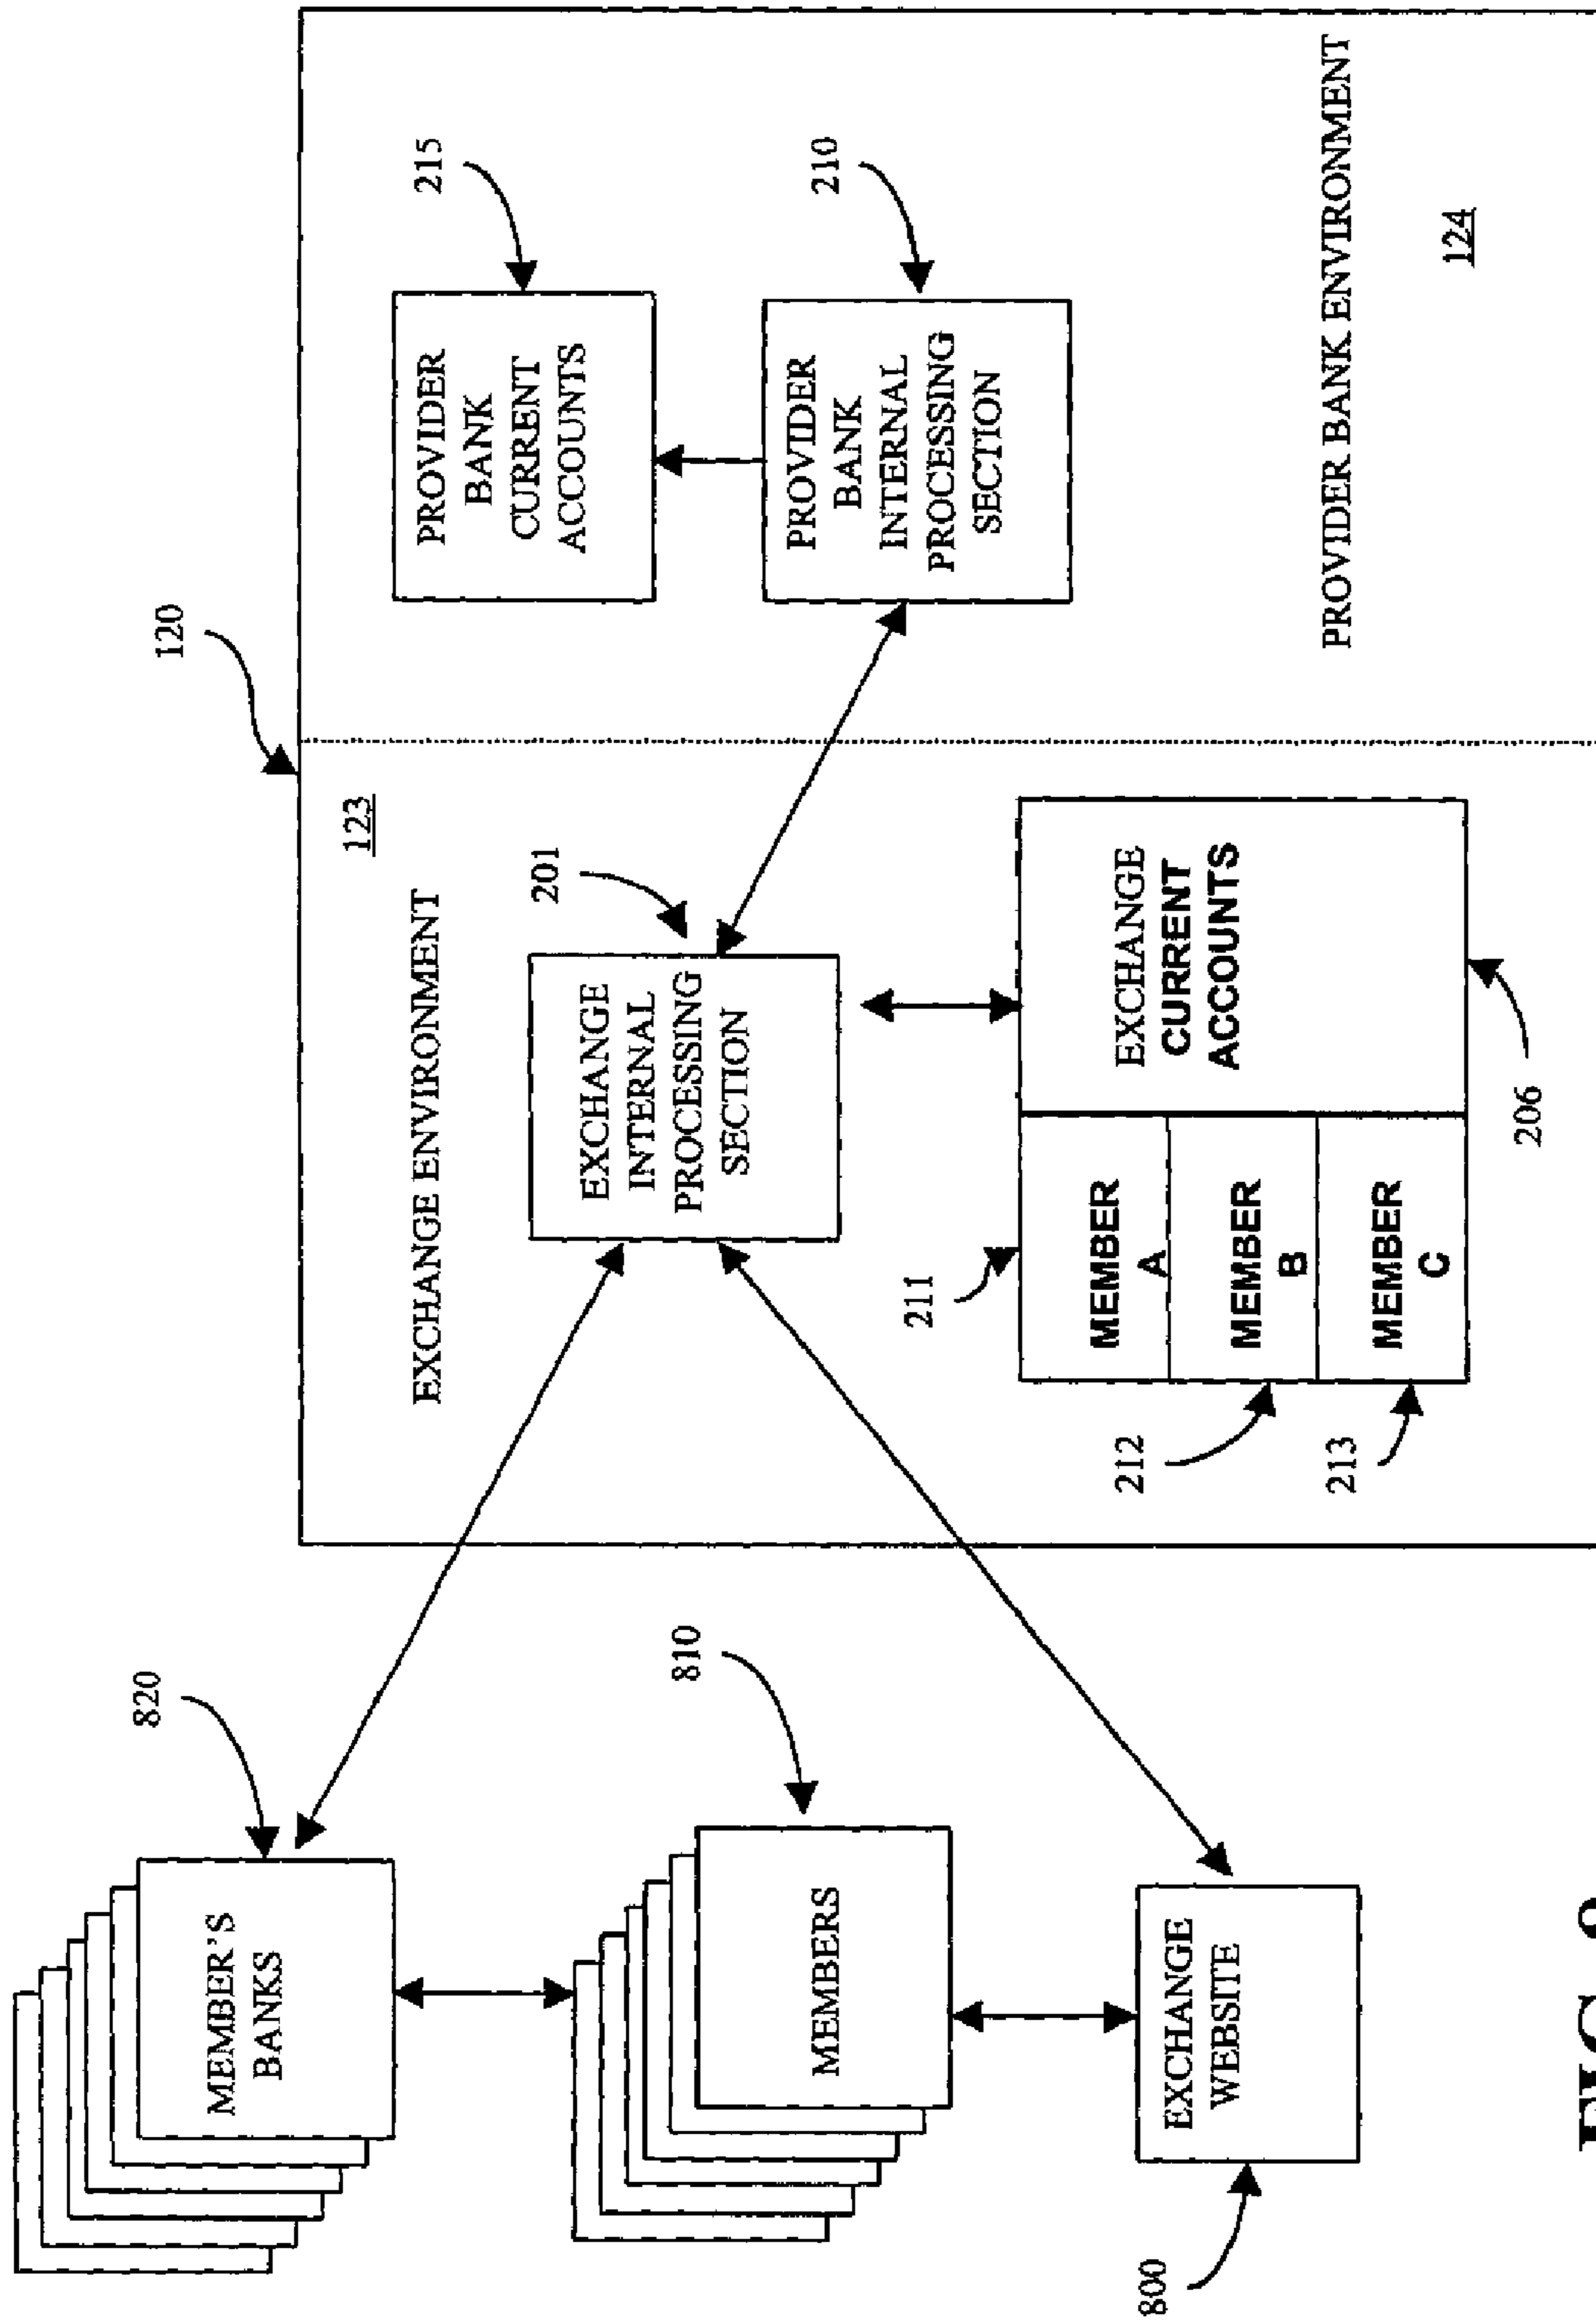 820
MEMBER'S
BANKS
810
MEMBERS
EXCHANGE
WEBSITE
800
120
123
EXCHANGE ENVIRONMENT
201
EXCHANGE
INTERNAL
PROCESSING
SECTION
211
MEMBER
A
212
MEMBER
B
213
MEMBER
C
EXCHANGE
CURRENT
ACCOUNTS
206
215
PROVIDER
BANK
CURRENT
ACCOUNTS
210
PROVIDER
BANK
INTERNAL
PROCESSING
SECTION
PROVIDER BANK ENVIRONMENT
124
FIG.